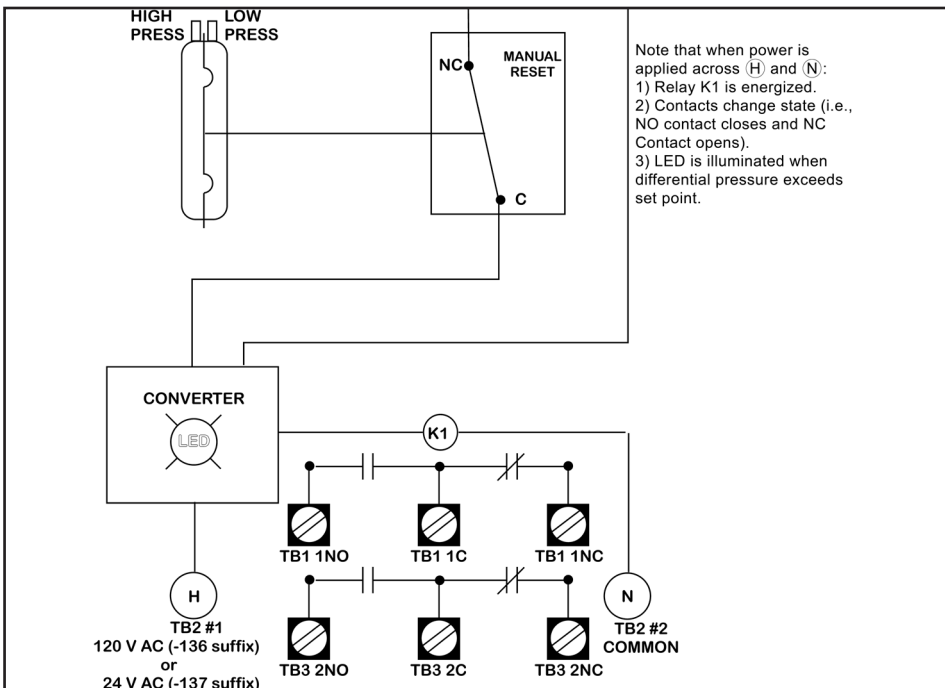 HIGH PRESS
LOW PRESS
NC
MANUAL RESET
C
Note that when power is
applied across H and N:
1) Relay K1 is energized.
2) Contacts change state (i.e.,
NO contact closes and NC
Contact opens).
3) LED is illuminated when
differential pressure exceeds
set point.
CONVERTER
LED
K1
TB1 1NO
TB1 1C
TB1 1NC
H
TB2 #1
120 V AC (-136 suffix)
or
24 V AC (-137 suffix)
TB3 2NO
TB3 2C
TB3 2NC
N
TB2 #2
COMMON